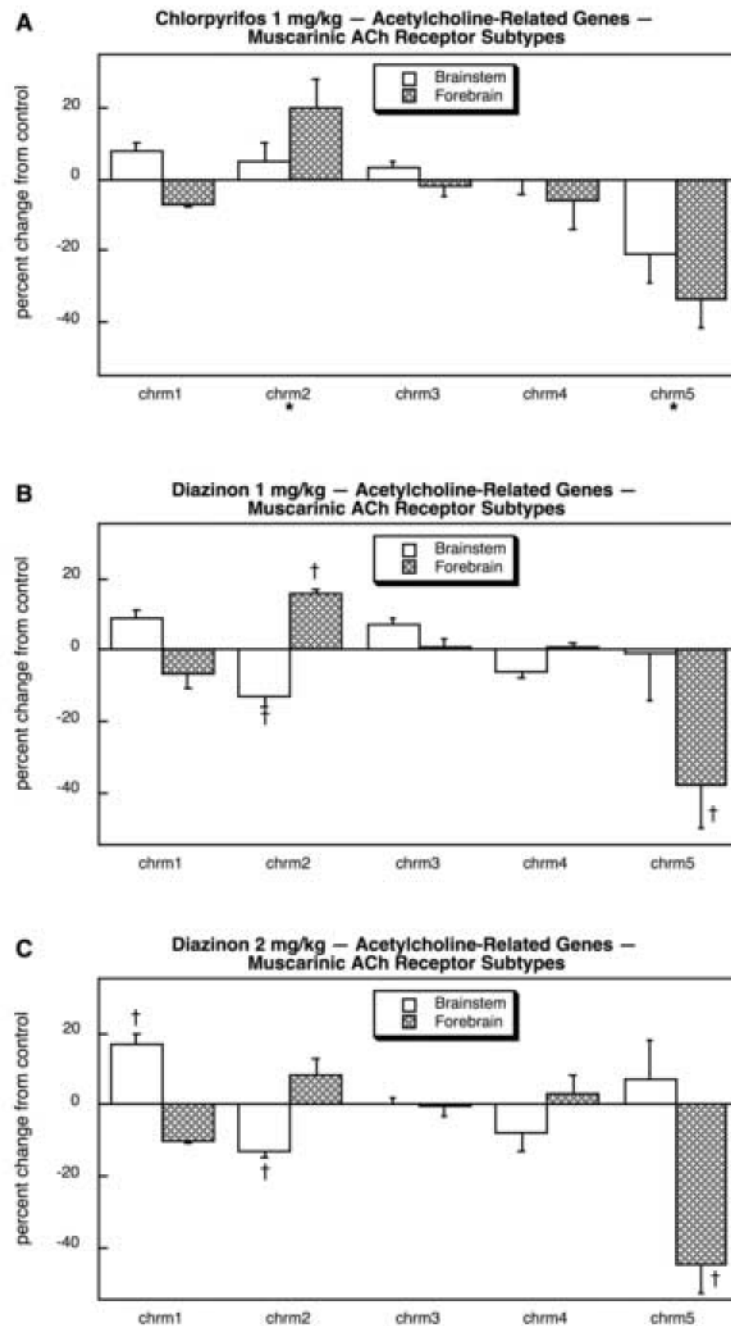 A
Chlorpyrifos 1 mg/kg — Acetylcholine-Related Genes —
Muscarinic ACh Receptor Subtypes
Brainstem
Forebrain
percent change from control
20
0
-20
-40
chrm1 chrm2 chrm3 chrm4 chrm5
* *
B
Diazinon 1 mg/kg — Acetylcholine-Related Genes —
Muscarinic ACh Receptor Subtypes
Brainstem
Forebrain
percent change from control
20
0
-20
-40
†
†
†
chrm1 chrm2 chrm3 chrm4 chrm5
C
Diazinon 2 mg/kg — Acetylcholine-Related Genes —
Muscarinic ACh Receptor Subtypes
Brainstem
Forebrain
percent change from control
20
0
-20
-40
†
†
†
chrm1 chrm2 chrm3 chrm4 chrm5